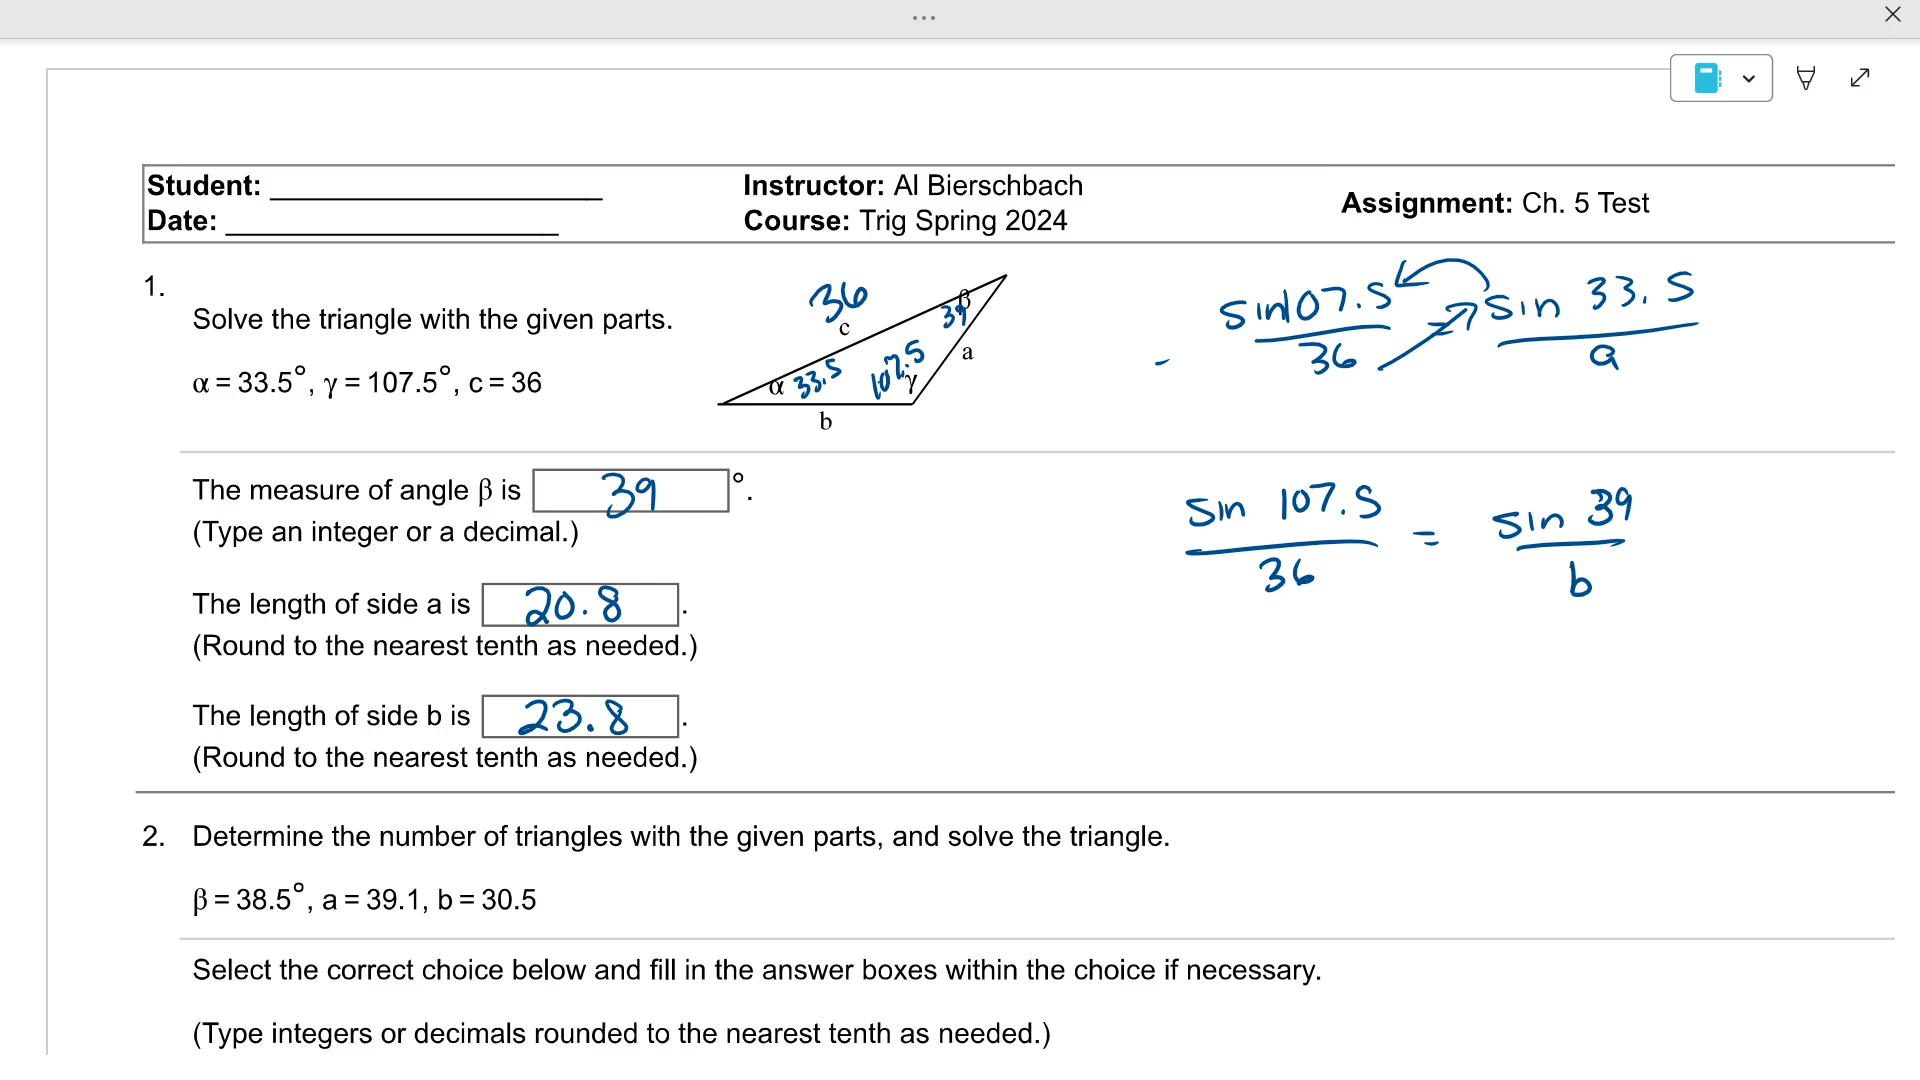 Student: ____________________
Date: ____________________
Instructor: Al Bierschbach
Course: Trig Spring 2024
Assignment: Ch. 5 Test
1.
Solve the triangle with the given parts.
α = 33.5°, γ = 107.5°, c = 36
36
c
β
39
a
α 33.5
107.5
γ
b
sin107.5 = sin 33.5
36 a
The measure of angle β is 39 °.
(Type an integer or a decimal.)
sin 107.5 = sin 39
36 b
The length of side a is 20.8 .
(Round to the nearest tenth as needed.)
The length of side b is 23.8 .
(Round to the nearest tenth as needed.)
2. Determine the number of triangles with the given parts, and solve the triangle.
β = 38.5°, a = 39.1, b = 30.5
Select the correct choice below and fill in the answer boxes within the choice if necessary.
(Type integers or decimals rounded to the nearest tenth as needed.)